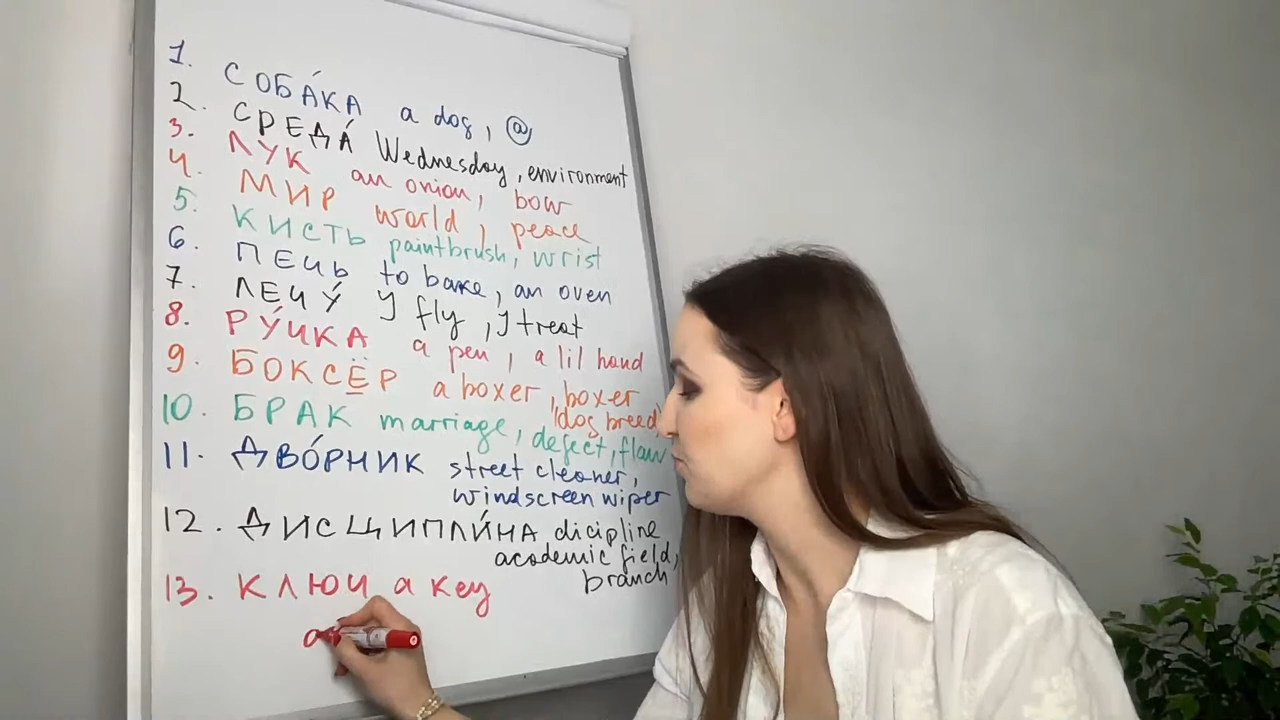 1. СОБА́КА a dog, @
2. СРЕДА́ Wednesday, environment
3. ЛУК an onion, bow
4. МИР world, peace
5. КИСТЬ paintbrush, wrist
6. ПЕЧЬ to bake, an oven
7. ЛЕЧУ́ I fly, I treat
8. РУ́ЧКА a pen, a lil hand
9. БОКСЁР a boxer, boxer
(dog breed)
10. БРАК marriage, defect, flaw
11. ДВО́РНИК street cleaner,
windscreen wiper
12. ДИСЦИПЛИ́НА dicipline
academic field,
branch
13. КЛЮЧ a key
a